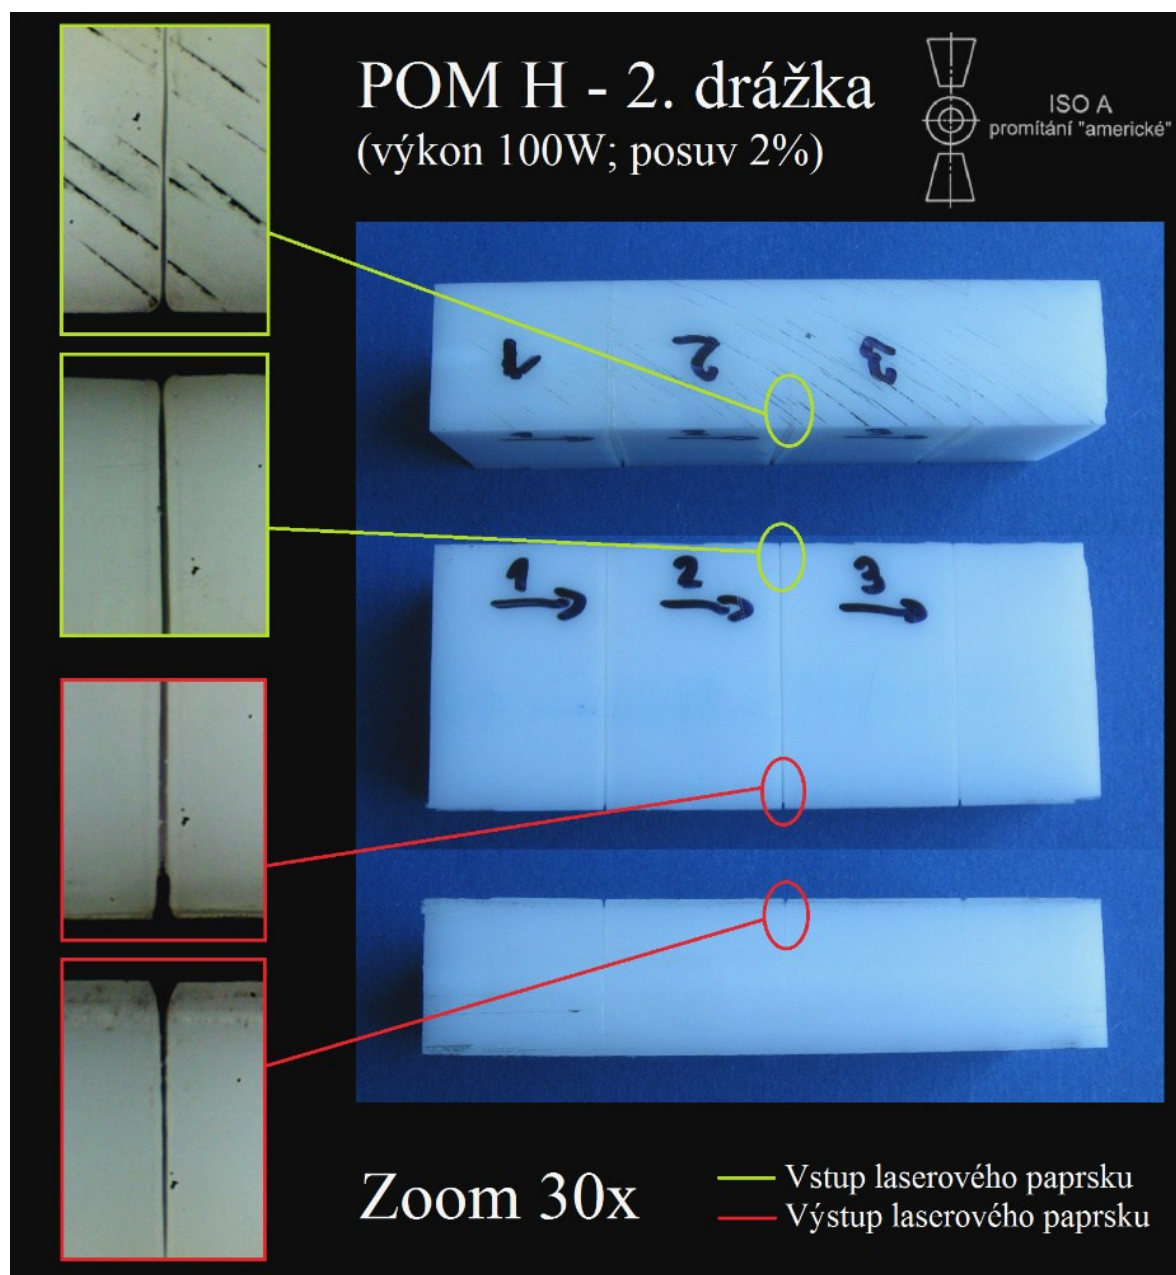 POM H - 2. drážka
(výkon 100W; posuv 2%)
ISO A
promítání "americké"
1 2 3
1 2 3
Zoom 30x
Vstup laserového paprsku
Výstup laserového paprsku